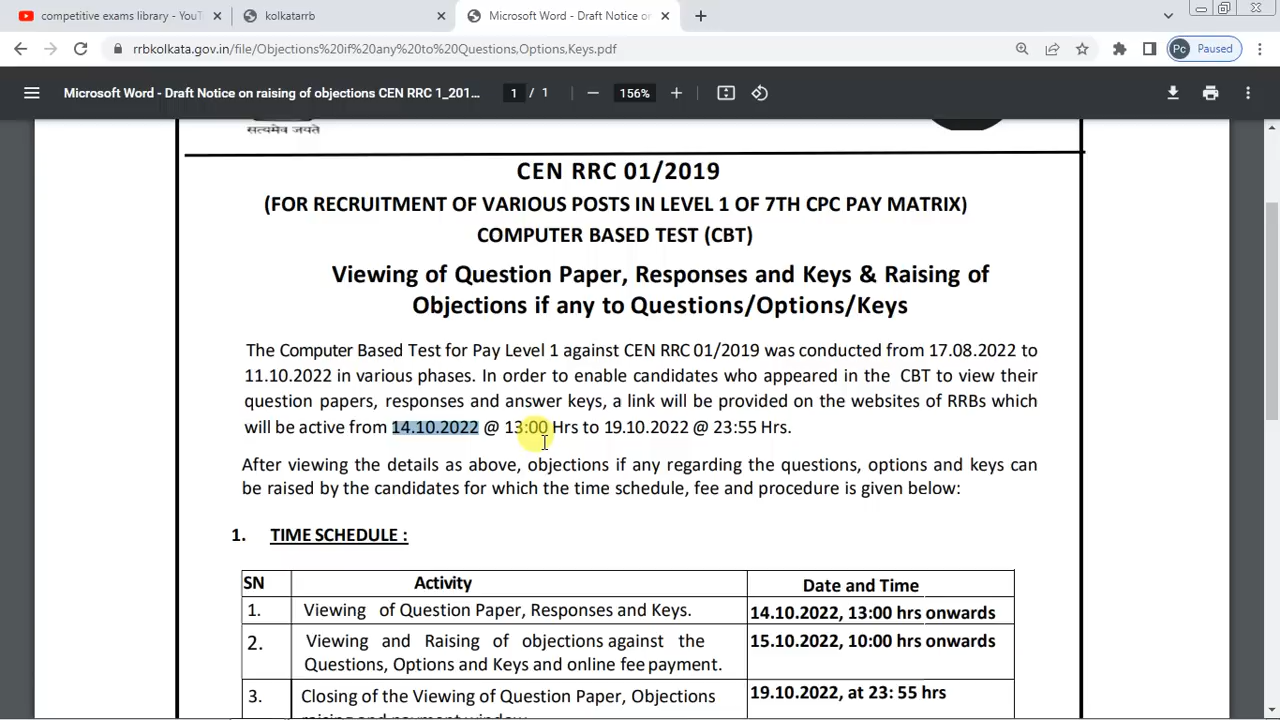 competitive exams library - YouT
kolkatarrb
Microsoft Word - Draft Notice on
rrbkolkata.gov.in/file/Objections%20if%20any%20to%20Questions,Options,Keys.pdf
Pc Paused
Microsoft Word - Draft Notice on raising of objections CEN RRC 1_201...
1 / 1
156%
सत्यमेव जयते
CEN RRC 01/2019
(FOR RECRUITMENT OF VARIOUS POSTS IN LEVEL 1 OF 7TH CPC PAY MATRIX)
COMPUTER BASED TEST (CBT)
Viewing of Question Paper, Responses and Keys & Raising of
Objections if any to Questions/Options/Keys
The Computer Based Test for Pay Level 1 against CEN RRC 01/2019 was conducted from 17.08.2022 to
11.10.2022 in various phases. In order to enable candidates who appeared in the CBT to view their
question papers, responses and answer keys, a link will be provided on the websites of RRBs which
will be active from 14.10.2022 @ 13:00 Hrs to 19.10.2022 @ 23:55 Hrs.
After viewing the details as above, objections if any regarding the questions, options and keys can
be raised by the candidates for which the time schedule, fee and procedure is given below:
1. TIME SCHEDULE :
SN Activity Date and Time
1. Viewing of Question Paper, Responses and Keys. 14.10.2022, 13:00 hrs onwards
2. Viewing and Raising of objections against the 15.10.2022, 10:00 hrs onwards
Questions, Options and Keys and online fee payment.
3. Closing of the Viewing of Question Paper, Objections 19.10.2022, at 23: 55 hrs
raising and payment window